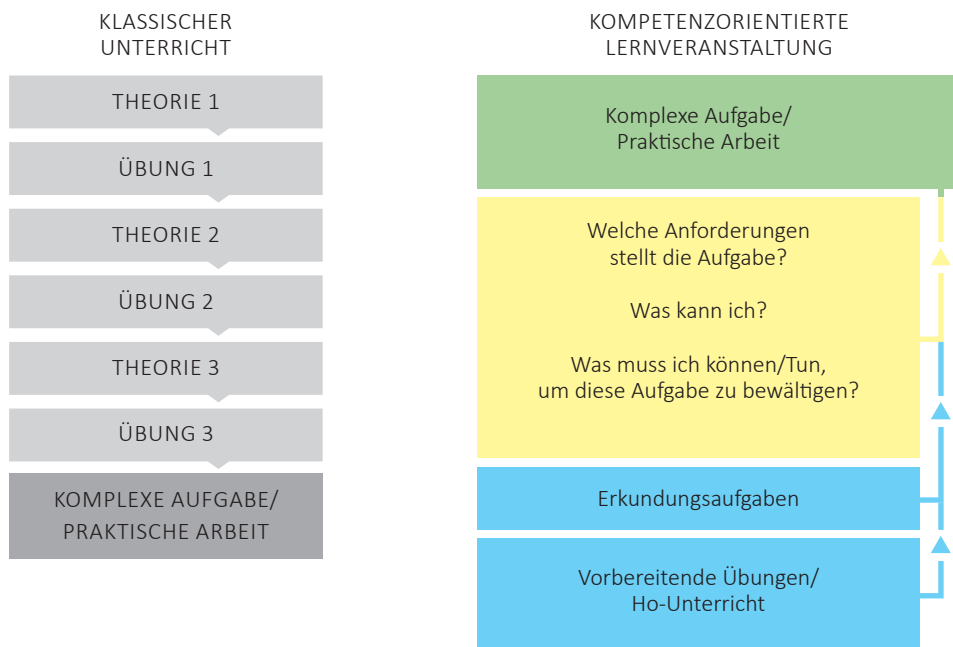 KLASSISCHER
UNTERRICHT
THEORIE 1
ÜBUNG 1
THEORIE 2
ÜBUNG 2
THEORIE 3
ÜBUNG 3
KOMPLEXE AUFGABE/
PRAKTISCHE ARBEIT
KOMPETENZORIENTIERTE
LERNVERANSTALTUNG
Komplexe Aufgabe/
Praktische Arbeit
Welche Anforderungen
stellt die Aufgabe?
Was kann ich?
Was muss ich können/Tun,
um diese Aufgabe zu bewältigen?
Erkundungsaufgaben
Vorbereitende Übungen/
Ho-Unterricht